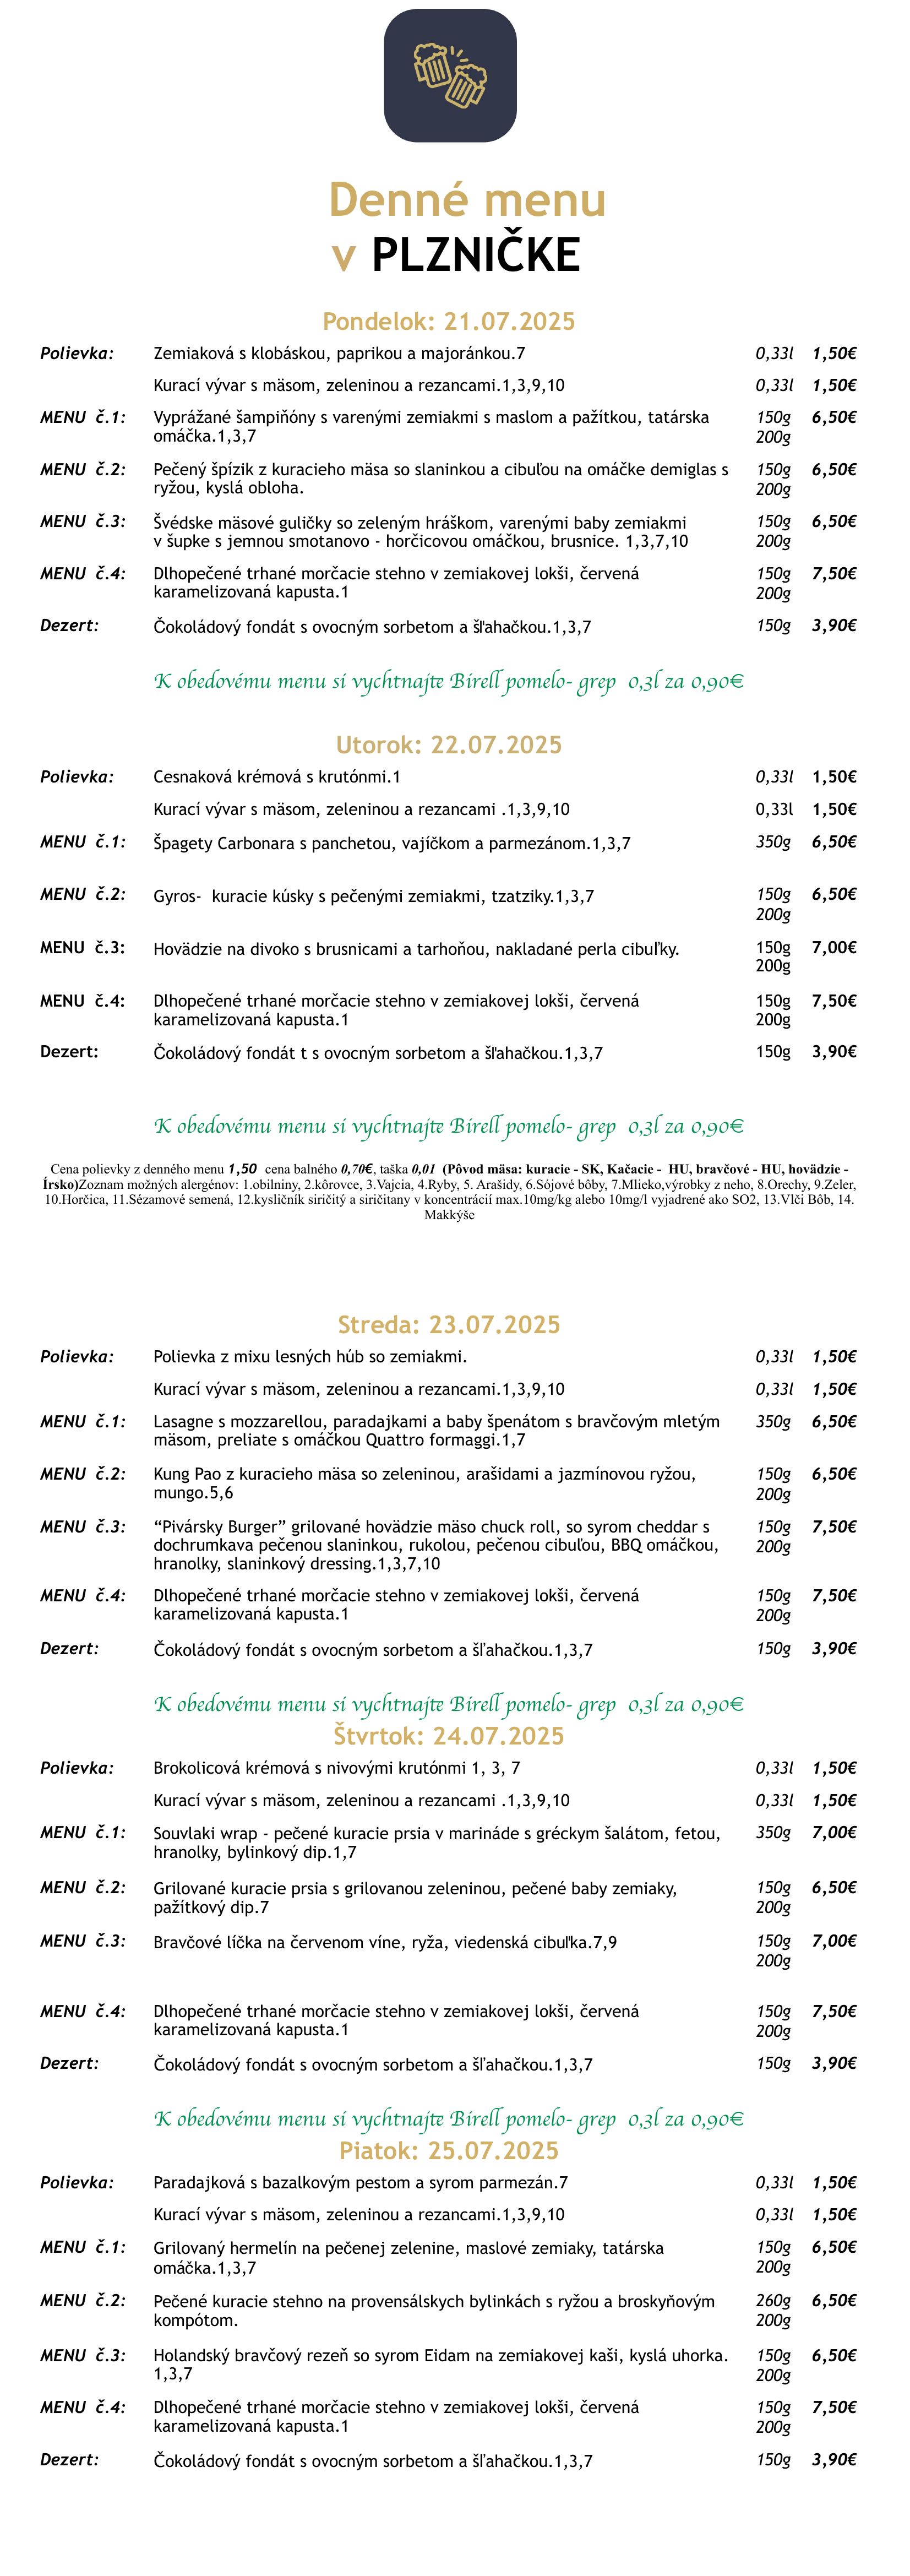 Denné menu
v PLZNIČKE
Pondelok: 21.07.2025
Polievka: Zemiaková s klobáskou, paprikou a majoránkou.7 0,33l 1,50€
Kurací vývar s mäsom, zeleninou a rezancami.1,3,9,10 0,33l 1,50€
MENU č.1: Vyprážané šampiňóny s varenými zemiakmi s maslom a pažítkou, tatárska 150g 6,50€
omáčka.1,3,7 200g
MENU č.2: Pečený špízik z kuracieho mäsa so slaninkou a cibuľou na omáčke demiglas s 150g 6,50€
ryžou, kyslá obloha. 200g
MENU č.3: Švédske mäsové guličky so zeleným hráškom, varenými baby zemiakmi 150g 6,50€
v šupke s jemnou smotanovo - horčicovou omáčkou, brusnice. 1,3,7,10 200g
MENU č.4: Dlhopečené trhané morčacie stehno v zemiakovej lokši, červená 150g 7,50€
karamelizovaná kapusta.1 200g
Dezert: Čokoládový fondát s ovocným sorbetom a šľahačkou.1,3,7 150g 3,90€
K obedovému menu si vychtnajte Birell pomelo- grep 0,3l za 0,90€
Utorok: 22.07.2025
Polievka: Cesnaková krémová s krutónmi.1 0,33l 1,50€
Kurací vývar s mäsom, zeleninou a rezancami .1,3,9,10 0,33l 1,50€
MENU č.1: Špagety Carbonara s panchetou, vajíčkom a parmezánom.1,3,7 350g 6,50€
MENU č.2: Gyros- kuracie kúsky s pečenými zemiakmi, tzatziky.1,3,7 150g 6,50€
200g
MENU č.3: Hovädzie na divoko s brusnicami a tarhoňou, nakladané perla cibuľky. 150g 7,00€
200g
MENU č.4: Dlhopečené trhané morčacie stehno v zemiakovej lokši, červená 150g 7,50€
karamelizovaná kapusta.1 200g
Dezert: Čokoládový fondát t s ovocným sorbetom a šľahačkou.1,3,7 150g 3,90€
K obedovému menu si vychtnajte Birell pomelo- grep 0,3l za 0,90€
Cena polievky z denného menu 1,50 cena balného 0,70€, taška 0,01 (Pôvod mäsa: kuracie - SK, Kačacie - HU, bravčové - HU, hovädzie -
Írsko)Zoznam možných alergénov: 1.obilniny, 2.kôrovce, 3.Vajcia, 4.Ryby, 5. Arašidy, 6.Sójové bôby, 7.Mlieko,výrobky z neho, 8.Orechy, 9.Zeler,
10.Horčica, 11.Sézamové semená, 12.kysličník siričitý a siričitany v koncentrácií max.10mg/kg alebo 10mg/l vyjadrené ako SO2, 13.Vlčí Bôb, 14.
Makkýše
Streda: 23.07.2025
Polievka: Polievka z mixu lesných húb so zemiakmi. 0,33l 1,50€
Kurací vývar s mäsom, zeleninou a rezancami.1,3,9,10 0,33l 1,50€
MENU č.1: Lasagne s mozzarellou, paradajkami a baby špenátom s bravčovým mletým 350g 6,50€
mäsom, preliate s omáčkou Quattro formaggi.1,7
MENU č.2: Kung Pao z kuracieho mäsa so zeleninou, arašidami a jazmínovou ryžou, 150g 6,50€
mungo.5,6 200g
MENU č.3: “Pivársky Burger” grilované hovädzie mäso chuck roll, so syrom cheddar s 150g 7,50€
dochrumkava pečenou slaninkou, rukolou, pečenou cibuľou, BBQ omáčkou, 200g
hranolky, slaninkový dressing.1,3,7,10
MENU č.4: Dlhopečené trhané morčacie stehno v zemiakovej lokši, červená 150g 7,50€
karamelizovaná kapusta.1 200g
Dezert: Čokoládový fondát s ovocným sorbetom a šľahačkou.1,3,7 150g 3,90€
K obedovému menu si vychtnajte Birell pomelo- grep 0,3l za 0,90€
Štvrtok: 24.07.2025
Polievka: Brokolicová krémová s nivovými krutónmi 1, 3, 7 0,33l 1,50€
Kurací vývar s mäsom, zeleninou a rezancami .1,3,9,10 0,33l 1,50€
MENU č.1: Souvlaki wrap - pečené kuracie prsia v marináde s gréckym šalátom, fetou, 350g 7,00€
hranolky, bylinkový dip.1,7
MENU č.2: Grilované kuracie prsia s grilovanou zeleninou, pečené baby zemiaky, 150g 6,50€
pažítkový dip.7 200g
MENU č.3: Bravčové líčka na červenom víne, ryža, viedenská cibuľka.7,9 150g 7,00€
200g
MENU č.4: Dlhopečené trhané morčacie stehno v zemiakovej lokši, červená 150g 7,50€
karamelizovaná kapusta.1 200g
Dezert: Čokoládový fondát s ovocným sorbetom a šľahačkou.1,3,7 150g 3,90€
K obedovému menu si vychtnajte Birell pomelo- grep 0,3l za 0,90€
Piatok: 25.07.2025
Polievka: Paradajková s bazalkovým pestom a syrom parmezán.7 0,33l 1,50€
Kurací vývar s mäsom, zeleninou a rezancami.1,3,9,10 0,33l 1,50€
MENU č.1: Grilovaný hermelín na pečenej zelenine, maslové zemiaky, tatárska 150g 6,50€
omáčka.1,3,7 200g
MENU č.2: Pečené kuracie stehno na provensálskych bylinkách s ryžou a broskyňovým 260g 6,50€
kompótom. 200g
MENU č.3: Holandský bravčový rezeň so syrom Eidam na zemiakovej kaši, kyslá uhorka. 150g 6,50€
1,3,7 200g
MENU č.4: Dlhopečené trhané morčacie stehno v zemiakovej lokši, červená 150g 7,50€
karamelizovaná kapusta.1 200g
Dezert: Čokoládový fondát s ovocným sorbetom a šľahačkou.1,3,7 150g 3,90€